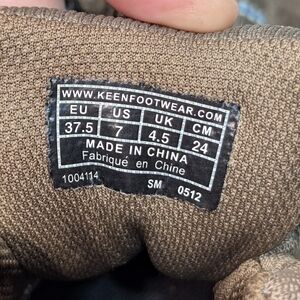 WWW.KEENFOOTWEAR.COM
EU US UK CM
37.5 7 4.5 24
MADE IN CHINA
Fabriqué en Chine
1004114 SM 0512